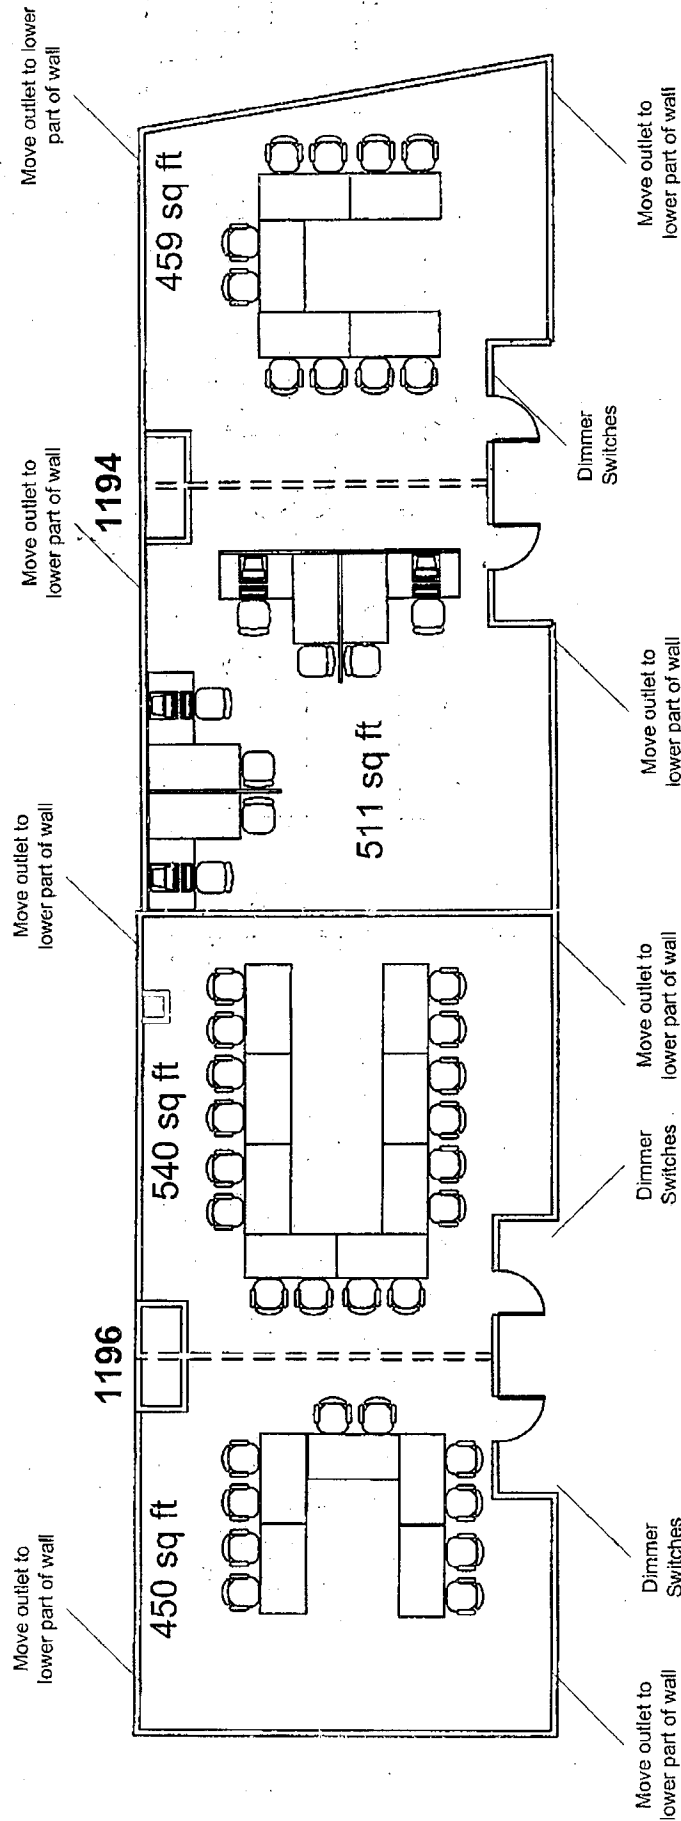 Move outlet to
lower part of wall
Move outlet to
lower part of wall
Move outlet to
lower part of wall
Move outlet to lower
part of wall
1196
1194
450 sq ft
540 sq ft
511 sq ft
459 sq ft
Move outlet to
lower part of wall
Dimmer
Switches
Dimmer
Switches
Move outlet to
lower part of wall
Move outlet to
lower part of wall
Dimmer
Switches
Move outlet to
lower part of wall